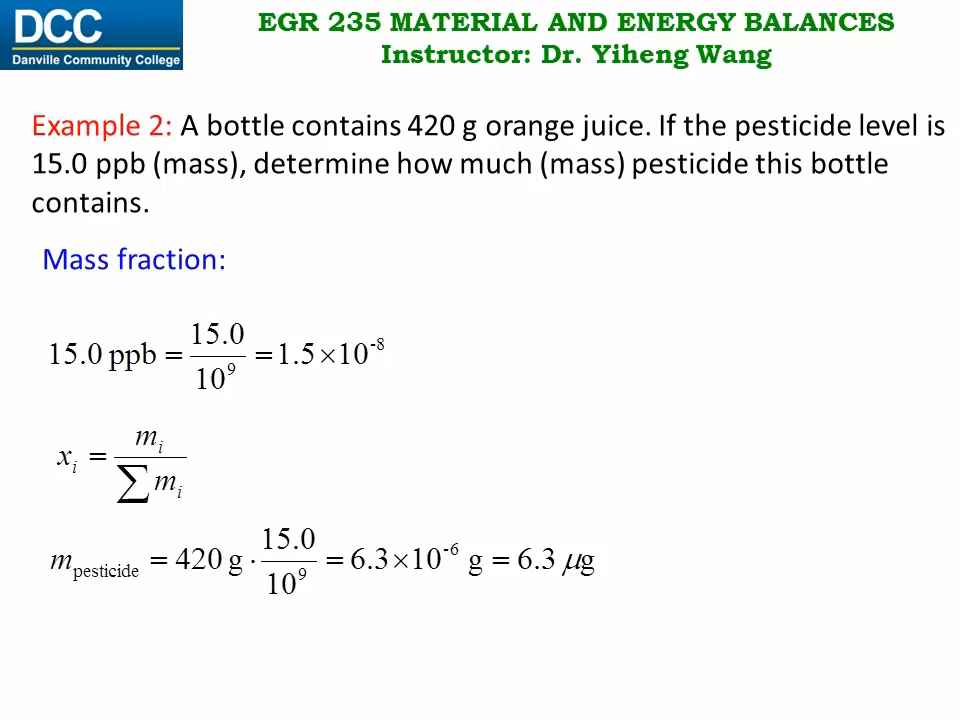 DCC
Danville Community College
EGR 235 MATERIAL AND ENERGY BALANCES
Instructor: Dr. Yiheng Wang
Example 2: A bottle contains 420 g orange juice. If the pesticide level is
15.0 ppb (mass), determine how much (mass) pesticide this bottle
contains.
Mass fraction:
15.0 ppb = 15.0 / 10^9 = 1.5 × 10^-8
x_i = m_i / ∑ m_i
m_pesticide = 420 g · 15.0 / 10^9 = 6.3 × 10^-6 g = 6.3 μg